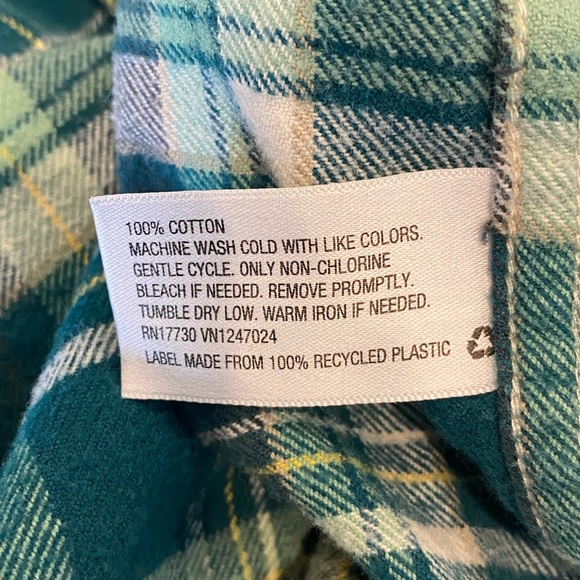 100% COTTON
MACHINE WASH COLD WITH LIKE COLORS.
GENTLE CYCLE. ONLY NON-CHLORINE
BLEACH IF NEEDED. REMOVE PROMPTLY.
TUMBLE DRY LOW. WARM IRON IF NEEDED.
RN17730 VN1247024
LABEL MADE FROM 100% RECYCLED PLASTIC